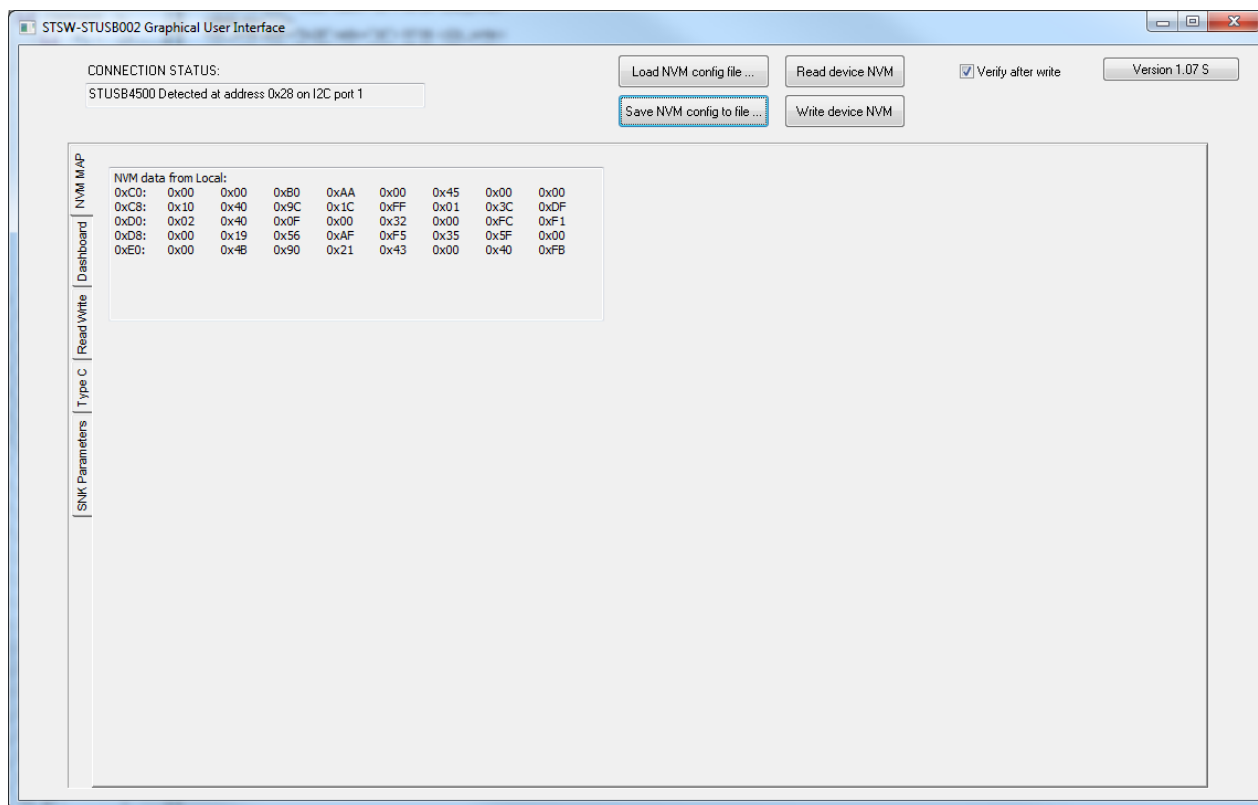 STSW-STUSB002 Graphical User Interface
CONNECTION STATUS:
STUSB4500 Detected at address 0x28 on I2C port 1
Load NVM config file ...
Read device NVM
Verify after write
Version 1.07 S
Save NVM config to file ...
Write device NVM
NVM MAP
Dashboard
Read Write
Type C
SNK Parameters
NVM data from Local:
0xC0: 0x00 0x00 0xB0 0xAA 0x00 0x45 0x00 0x00
0xC8: 0x10 0x40 0x9C 0x1C 0xFF 0x01 0x3C 0xDF
0xD0: 0x02 0x40 0x0F 0x00 0x32 0x00 0xFC 0xF1
0xD8: 0x00 0x19 0x56 0xAF 0xF5 0x35 0x5F 0x00
0xE0: 0x00 0x4B 0x90 0x21 0x43 0x00 0x40 0xFB